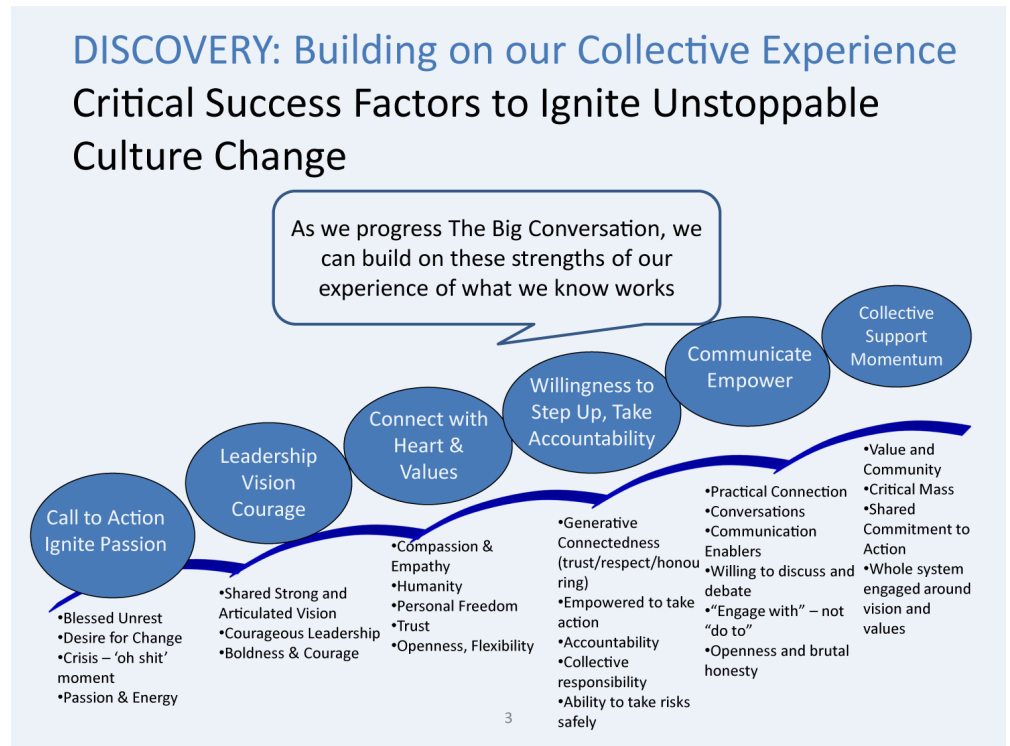 DISCOVERY: Building on our Collective Experience
Critical Success Factors to Ignite Unstoppable
Culture Change
As we progress The Big Conversation, we
can build on these strengths of our
experience of what we know works
Call to Action
Ignite Passion
Leadership
Vision
Courage
Connect with
Heart &
Values
Willingness to
Step Up, Take
Accountability
Communicate
Empower
Collective
Support
Momentum
•Blessed Unrest
•Desire for Change
•Crisis – ‘oh shit’
moment
•Passion & Energy
•Shared Strong and
Articulated Vision
•Courageous Leadership
•Boldness & Courage
•Compassion &
Empathy
•Humanity
•Personal Freedom
•Trust
•Openness, Flexibility
•Generative
Connectedness
(trust/respect/honou
ring)
•Empowered to take
action
•Accountability
•Collective
responsibility
•Ability to take risks
safely
•Practical Connection
•Conversations
•Communication
Enablers
•Willing to discuss and
debate
•“Engage with” – not
“do to”
•Openness and brutal
honesty
•Value and
Community
•Critical Mass
•Shared
Commitment to
Action
•Whole system
engaged around
vision and
values
3